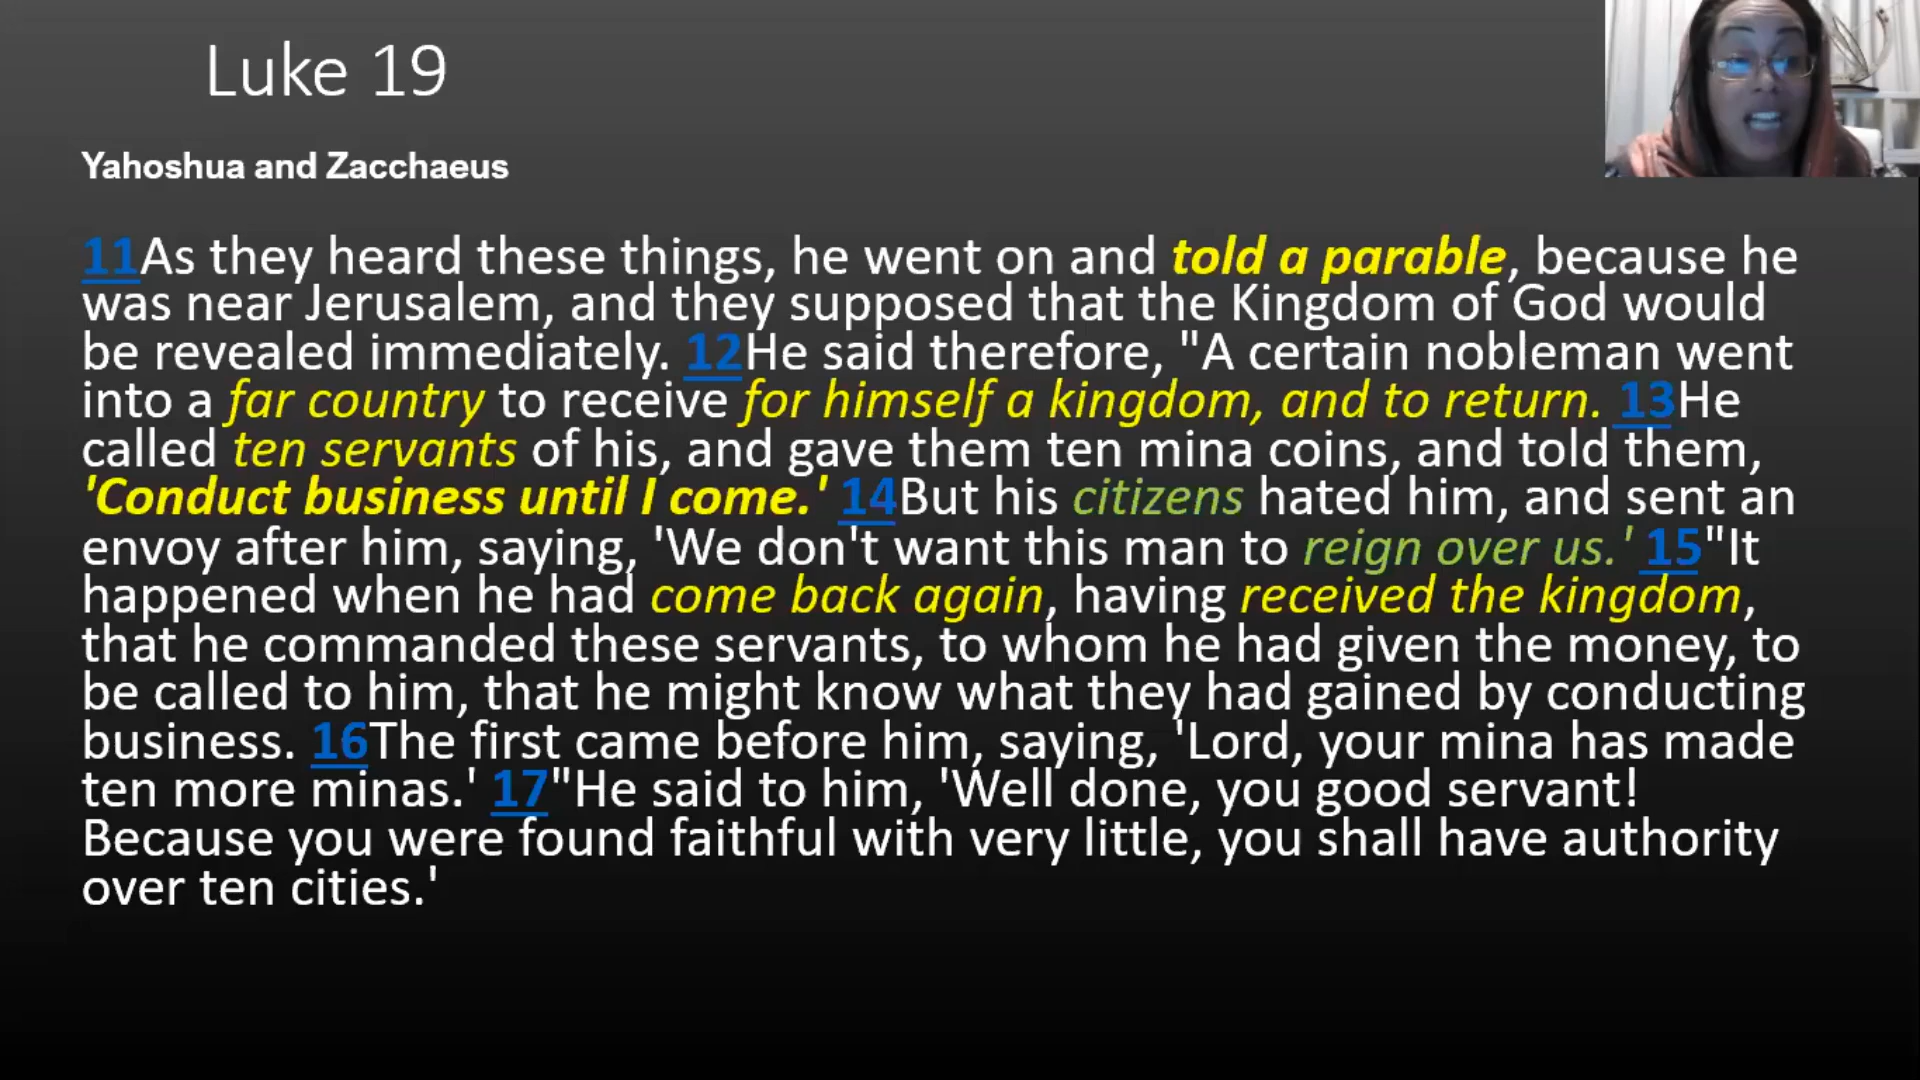 Luke 19
Yahoshua and Zacchaeus
11As they heard these things, he went on and told a parable, because he
was near Jerusalem, and they supposed that the Kingdom of God would
be revealed immediately. 12He said therefore, "A certain nobleman went
into a far country to receive for himself a kingdom, and to return. 13He
called ten servants of his, and gave them ten mina coins, and told them,
'Conduct business until I come.' 14But his citizens hated him, and sent an
envoy after him, saying, 'We don't want this man to reign over us.' 15"It
happened when he had come back again, having received the kingdom,
that he commanded these servants, to whom he had given the money, to
be called to him, that he might know what they had gained by conducting
business. 16The first came before him, saying, 'Lord, your mina has made
ten more minas.' 17"He said to him, 'Well done, you good servant!
Because you were found faithful with very little, you shall have authority
over ten cities.'